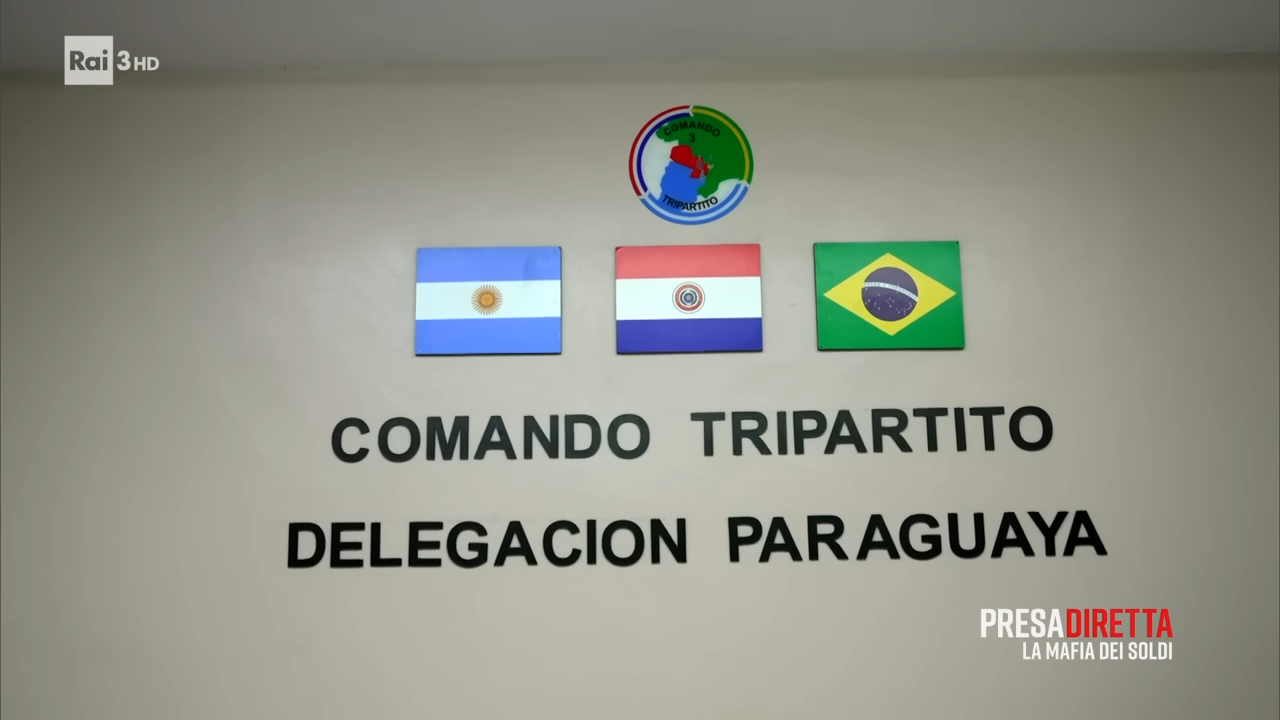 Rai 3HD
COMANDO
3
TRIPARTITO
COMANDO TRIPARTITO
DELEGACION PARAGUAYA
PRESADIRETTA
LA MAFIA DEI SOLDI